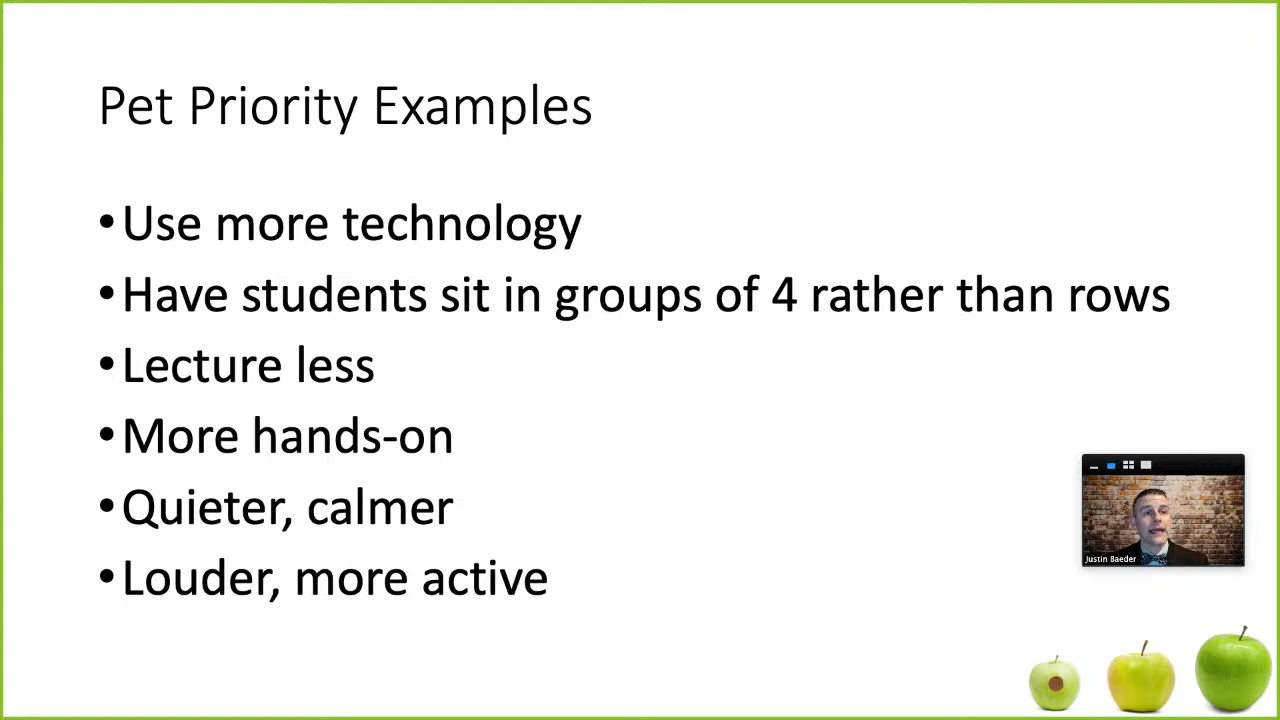 Pet Priority Examples
•Use more technology
•Have students sit in groups of 4 rather than rows
•Lecture less
•More hands-on
•Quieter, calmer
•Louder, more active
Justin Baeder